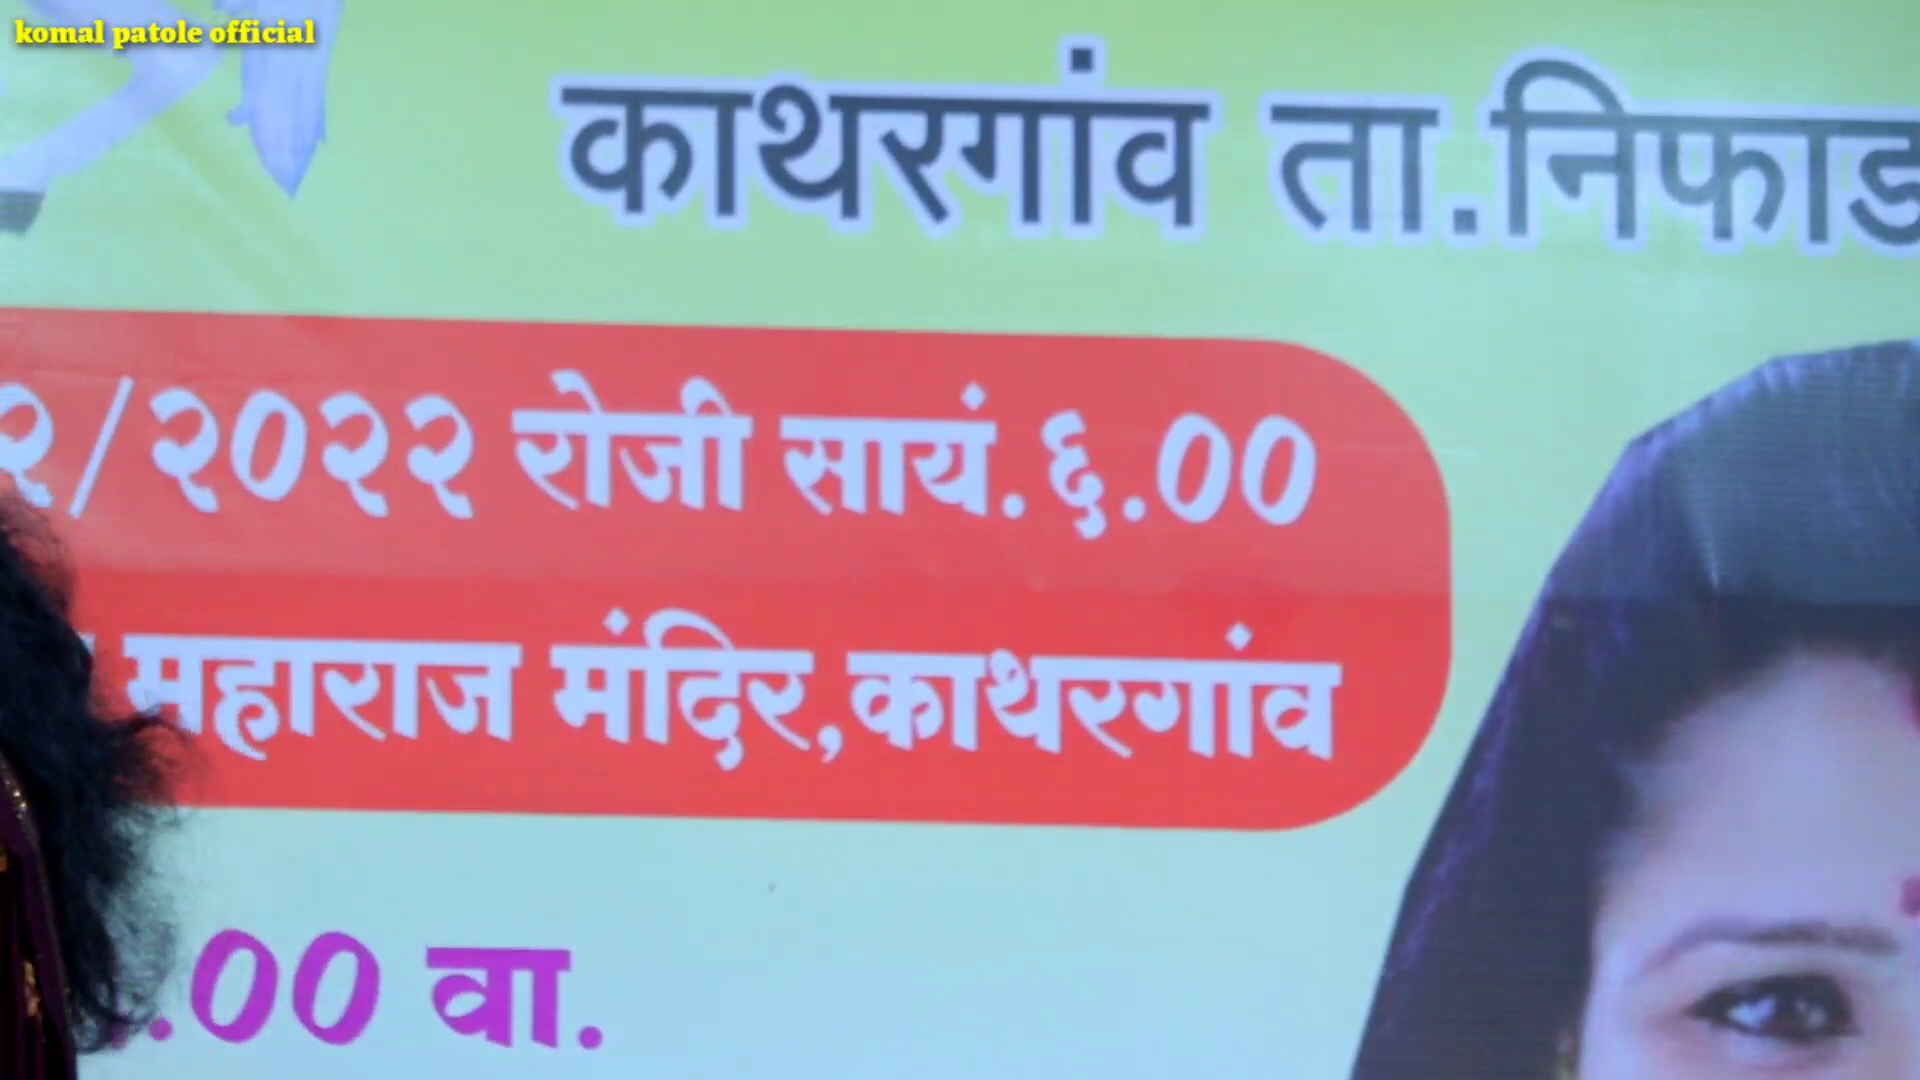 komal patole official
काथरगांव ता.निफाड
२/२०२२ रोजी सायं.६.००
महाराज मंदिर,काथरगांव
.०० वा.